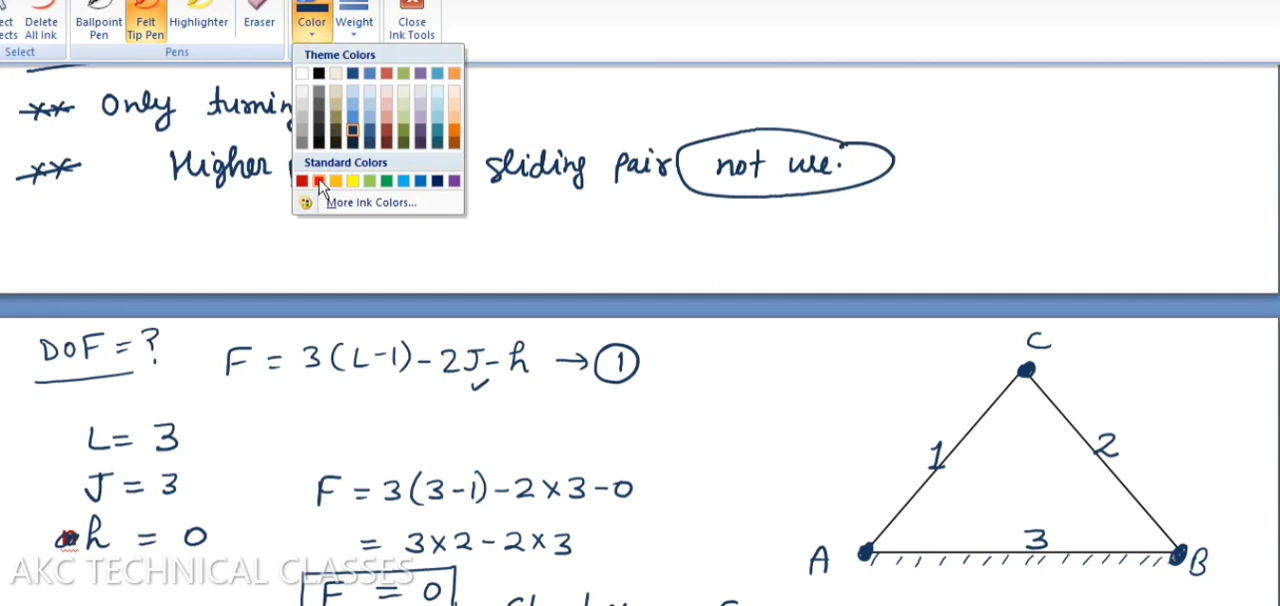 Delete Ballpoint Felt Highlighter Eraser Color Weight Close
All Ink Pen Tip Pen Ink Tools
Select Pens
Theme Colors
Standard Colors
More Ink Colors...
Only
Higher sliding pair not use.
DOF = ?
F = 3(L-1)-2J-h → 1
L = 3
J = 3
h = 0
F = 3(3-1)-2×3-0
= 3×2-2×3
F = 0
C
1
2
3
A
B
AKC TECHNICAL CLASSES